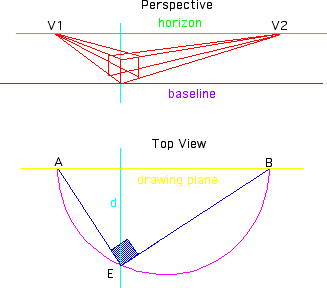 Perspective
horizon
V1
V2
baseline
Top View
A
B
drawing plane
d
E